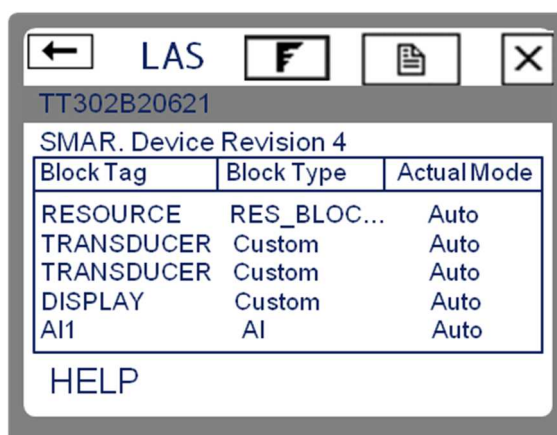 LAS
TT302B20621
SMAR. Device Revision 4
Block Tag Block Type Actual Mode
RESOURCE RES_BLOC... Auto
TRANSDUCER Custom Auto
TRANSDUCER Custom Auto
DISPLAY Custom Auto
AI1 AI Auto
HELP